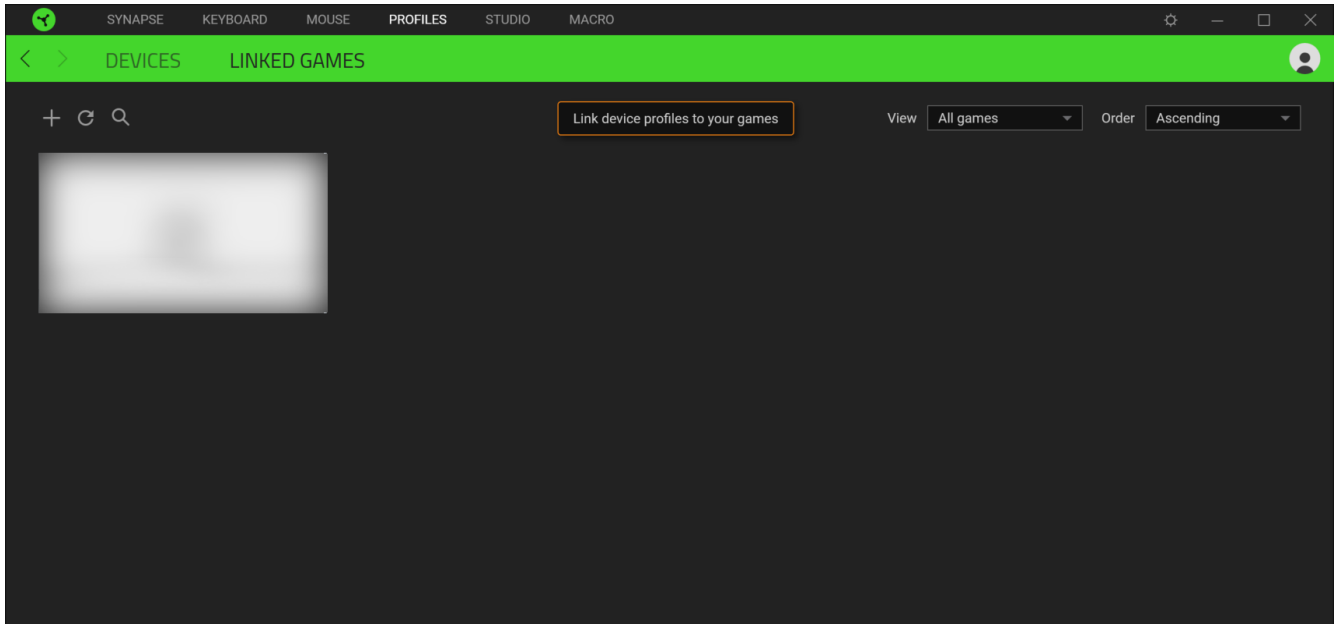 SYNAPSE KEYBOARD MOUSE PROFILES STUDIO MACRO
DEVICES LINKED GAMES
Link device profiles to your games View All games Order Ascending